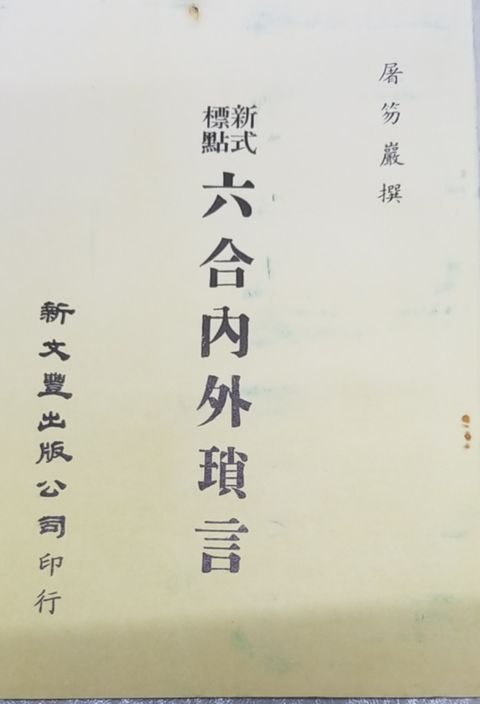 屠笏巖撰
新式標點
六合內外瑣言
新文豐出版公司印行